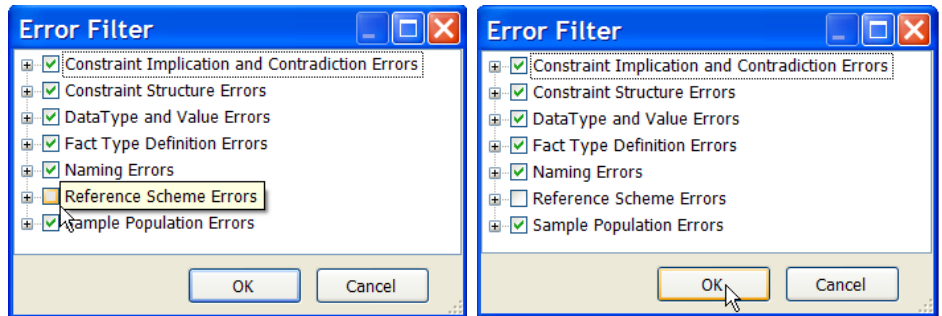 Error Filter
Constraint Implication and Contradiction Errors
Constraint Structure Errors
DataType and Value Errors
Fact Type Definition Errors
Naming Errors
Reference Scheme Errors
Sample Population Errors
OK
Cancel
Error Filter
Constraint Implication and Contradiction Errors
Constraint Structure Errors
DataType and Value Errors
Fact Type Definition Errors
Naming Errors
Reference Scheme Errors
Sample Population Errors
OK
Cancel